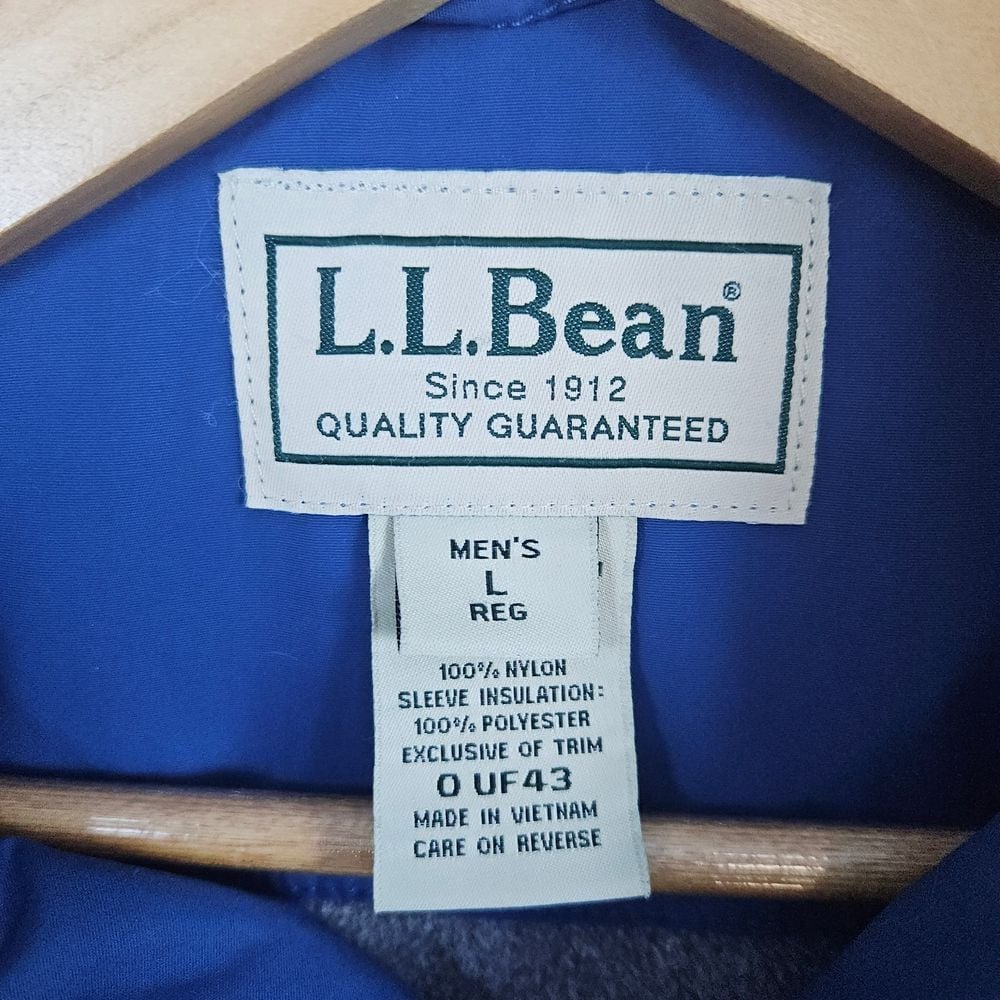 L.L.Bean®
Since 1912
QUALITY GUARANTEED
MEN'S
L
REG
100% NYLON
SLEEVE INSULATION:
100% POLYESTER
EXCLUSIVE OF TRIM
0 UF43
MADE IN VIETNAM
CARE ON REVERSE